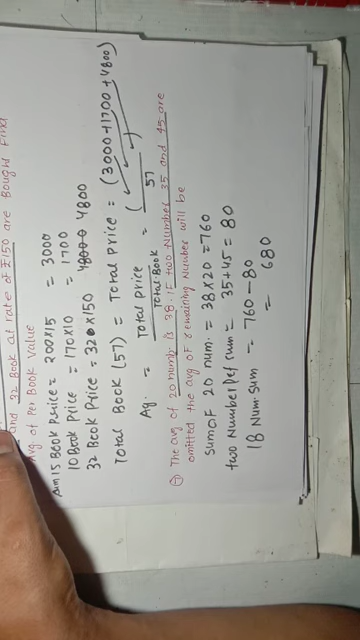 and 32 Book at rate of ₹150 are Bought Find
Avg of Per Book Value
Am 15 Book Price = 200×15 = 3000
10 Book Price = 170×10 = 1700
32 Book Price = 320×150 4800 4800
Total Book (57) = Total Price = (3000+1700+4800)
Ag. = Total Price / Total Book = ( ) / 57
The avg of 20 numb is 38. IF two Number 35 and 45 are
omitted the avg of remaining Number will be
sum OF 20 num. = 38×20 = 760
two Number Def sum = 35+45 = 80
18 Num sum = 760-80
= 680